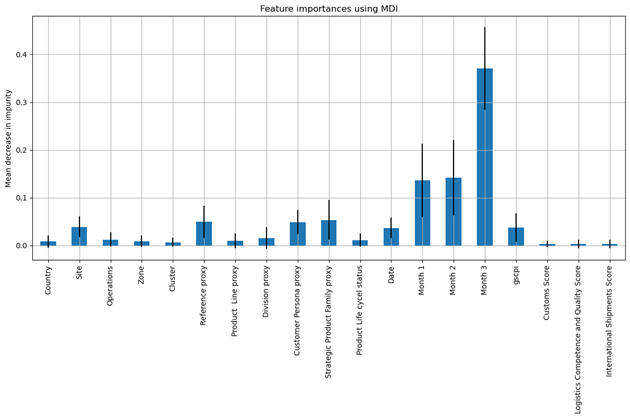 Feature importances using MDI
Mean decrease in impurity
0.4
0.3
0.2
0.1
0.0
Country
Site
Operations
Zone
Cluster
Reference proxy
Product Line proxy
Division proxy
Customer Persona proxy
Strategic Product Family proxy
Product Life cycel status
Date
Month 1
Month 2
Month 3
gscpi
Customs Score
Logistics Competence and Quality Score
International Shipments Score